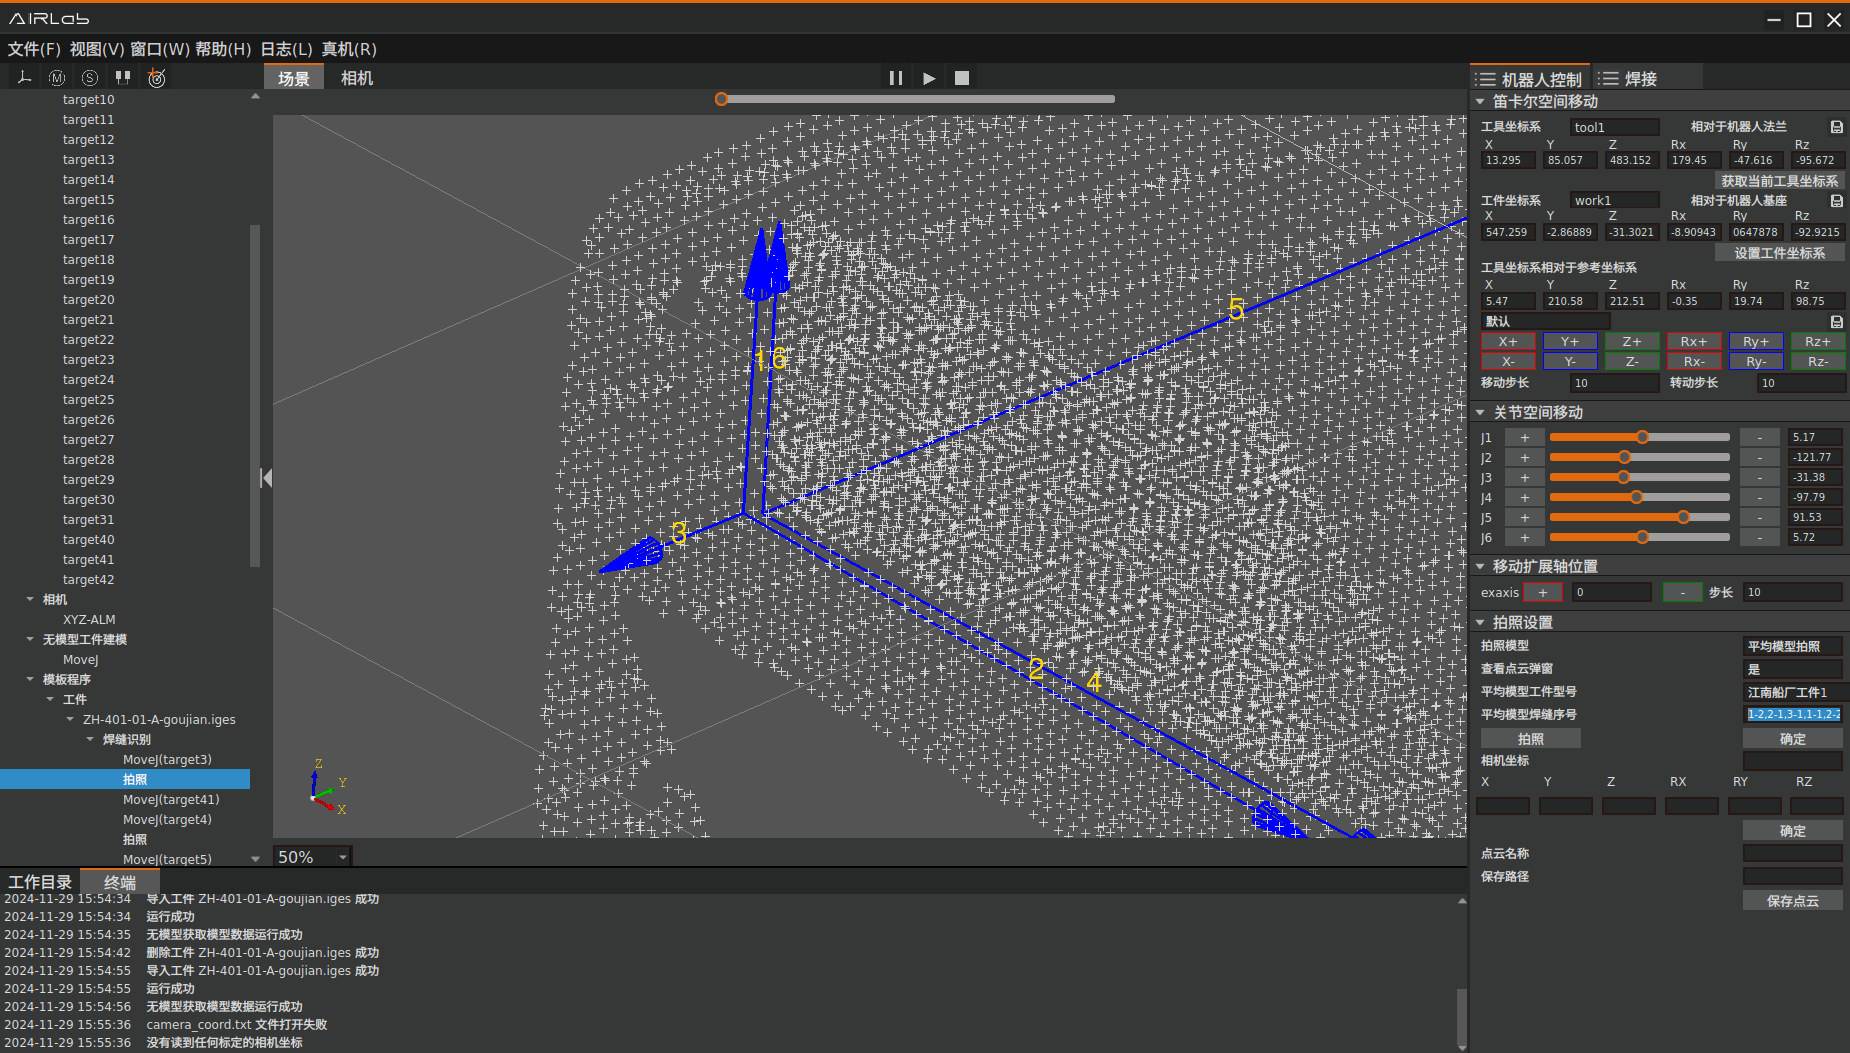 AIRLab
文件(F) 视图(V) 窗口(W) 帮助(H) 日志(L) 真机(R)
M S
场景 相机
target10
target11
target12
target13
target14
target15
target16
target17
target18
target19
target20
target21
target22
target23
target24
target25
target26
target27
target28
target29
target30
target31
target40
target41
target42
相机
XYZ-ALM
无模型工件建模
MoveJ
模板程序
工件
ZH-401-01-A-goujian.iges
焊缝识别
MoveJ(target3)
拍照
MoveJ(target41)
MoveJ(target4)
拍照
MoveJ(target5)
5
1 6
3
2
4
Z
Y
X
50%
机器人控制 焊接
笛卡尔空间移动
工具坐标系 tool1 相对于机器人法兰
X Y Z Rx Ry Rz
13.295 85.057 483.152 179.45 -47.616 -95.672
获取当前工具坐标系
工件坐标系 work1 相对于机器人基座
X Y Z Rx Ry Rz
547.259 -2.86889 -31.3021 -8.90943 0647878 -92.9215
设置工件坐标系
工具坐标系相对于参考坐标系
X Y Z Rx Ry Rz
5.47 210.58 212.51 -0.35 19.74 98.75
默认
X+ Y+ Z+ Rx+ Ry+ Rz+
X- Y- Z- Rx- Ry- Rz-
移动步长 10 转动步长 10
关节空间移动
J1 + - 5.17
J2 + - -121.77
J3 + - -31.38
J4 + - -97.79
J5 + - 91.53
J6 + - 5.72
移动扩展轴位置
exaxis + 0 - 步长 10
拍照设置
拍照模型 平均模型拍照
查看点云弹窗 是
平均模型工件型号 江南船厂工件1
平均模型焊缝序号 1-2,2-1,3-1,1-1,2-2
拍照 确定
相机坐标
X Y Z RX RY RZ
确定
点云名称
保存路径
保存点云
工作目录 终端
2024-11-29 15:54:34 导入工件 ZH-401-01-A-goujian.iges 成功
2024-11-29 15:54:34 运行成功
2024-11-29 15:54:35 无模型获取模型数据运行成功
2024-11-29 15:54:42 删除工件 ZH-401-01-A-goujian.iges 成功
2024-11-29 15:54:55 导入工件 ZH-401-01-A-goujian.iges 成功
2024-11-29 15:54:55 运行成功
2024-11-29 15:54:56 无模型获取模型数据运行成功
2024-11-29 15:55:36 camera_coord.txt 文件打开失败
2024-11-29 15:55:36 没有读到任何标定的相机坐标